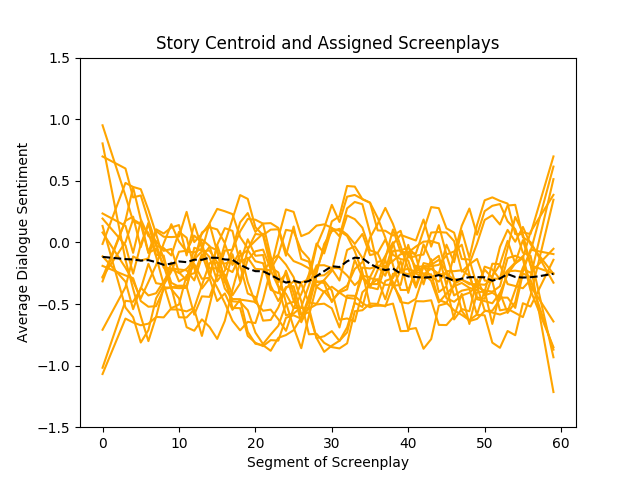 Story Centroid and Assigned Screenplays
1.5
1.0
0.5
0.0
−0.5
−1.0
−1.5
Average Dialogue Sentiment
0 10 20 30 40 50 60
Segment of Screenplay